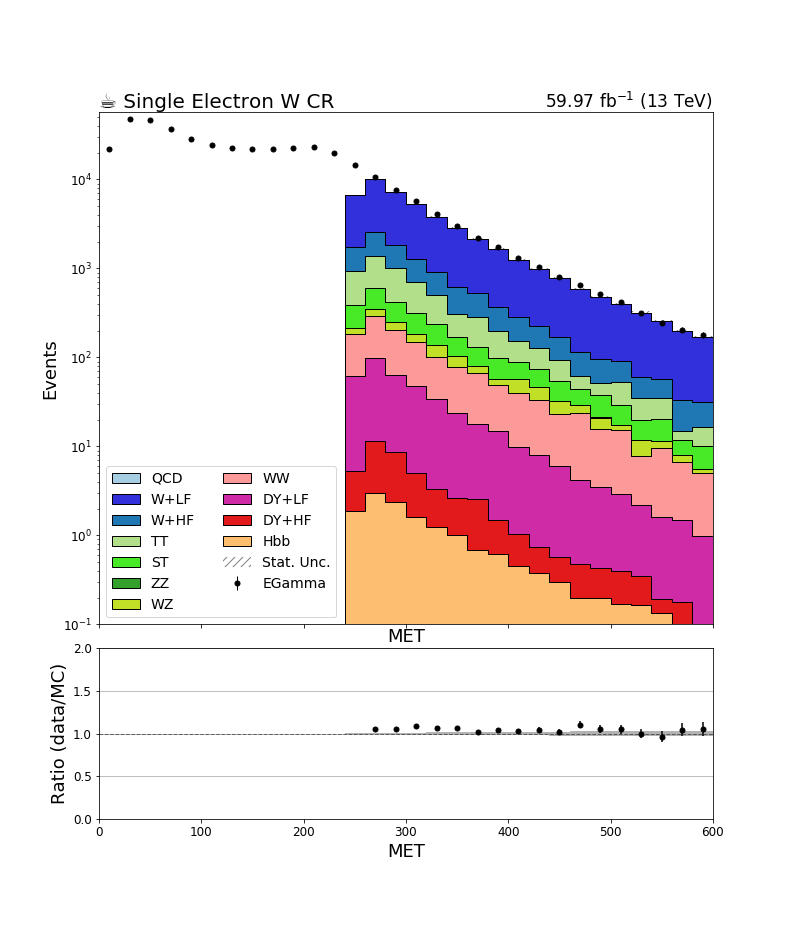 ☕ Single Electron W CR
59.97 fb⁻¹ (13 TeV)
Events
10⁴
10³
10²
10¹
10⁰
10⁻¹
QCD
W+LF
W+HF
TT
ST
ZZ
WZ
WW
DY+LF
DY+HF
Hbb
Stat. Unc.
EGamma
MET
Ratio (data/MC)
2.0
1.5
1.0
0.5
0.0
0 100 200 300 400 500 600
MET